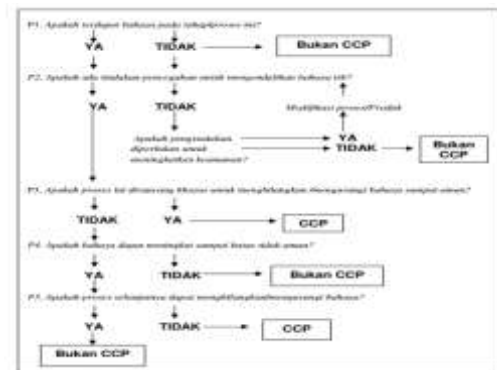 P1. Apakah terdapat bahaya pada tahap/proses ini?
YA TIDAK Bukan CCP
P2. Apakah ada tindakan pencegahan untuk mengendalikan bahaya tsb?
YA TIDAK Modifikasi proses/Produk
Apakah pengendalian YA
diperlukan untuk TIDAK Bukan
meningkatkan keamanan? CCP
P3. Apakah proses ini dirancang khusus untuk menghilangkan/mengurangi bahaya sampai aman?
TIDAK YA CCP
P4. Apakah bahaya dapat meningkat sampai batas tidak aman?
YA TIDAK Bukan CCP
P5. Apakah proses selanjutnya dapat menghilangkan/mengurangi bahaya?
YA TIDAK CCP
Bukan CCP